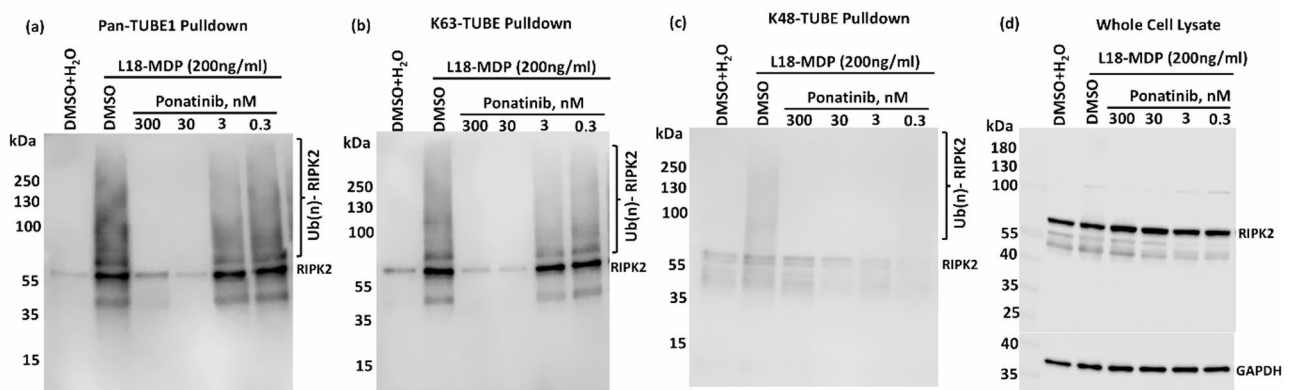 (a) Pan-TUBE1 Pulldown
DMSO+H₂O
L18-MDP (200ng/ml)
DMSO
Ponatinib, nM
300 30 3 0.3
kDa
250
130
100
55
35
15
Ub(n)- RIPK2
RIPK2
(b) K63-TUBE Pulldown
DMSO+H₂O
L18-MDP (200ng/ml)
DMSO
Ponatinib, nM
300 30 3 0.3
kDa
250
130
100
55
35
15
Ub(n)- RIPK2
RIPK2
(c) K48-TUBE Pulldown
DMSO+H₂O
L18-MDP (200ng/ml)
DMSO
Ponatinib, nM
300 30 3 0.3
kDa
250
130
100
55
35
15
Ub(n)- RIPK2
RIPK2
(d) Whole Cell Lysate
DMSO+H₂O
L18-MDP (200ng/ml)
DMSO
Ponatinib, nM
300 30 3 0.3
kDa
180
130
100
55
40
35
25
RIPK2
40
35
GAPDH